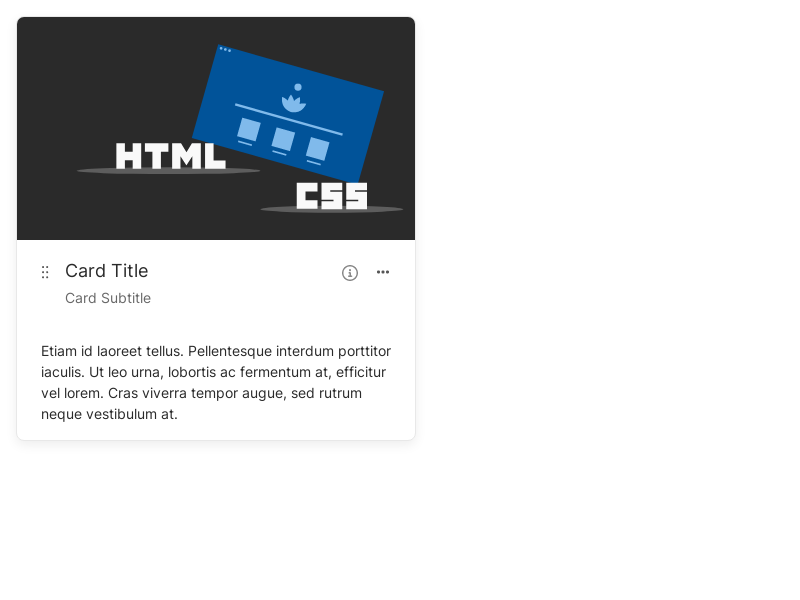 HTML
CSS
Card Title
Card Subtitle
Etiam id laoreet tellus. Pellentesque interdum porttitor
iaculis. Ut leo urna, lobortis ac fermentum at, efficitur
vel lorem. Cras viverra tempor augue, sed rutrum
neque vestibulum at.